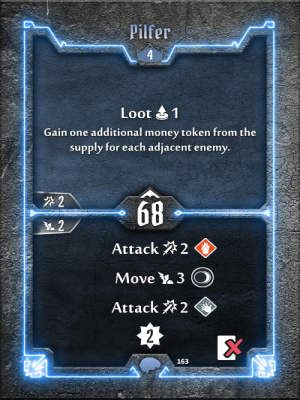 Pilfer
4
Loot 1
Gain one additional money token from the
supply for each adjacent enemy.
2
68
2
Attack 2
Move 3
Attack 2
2
163